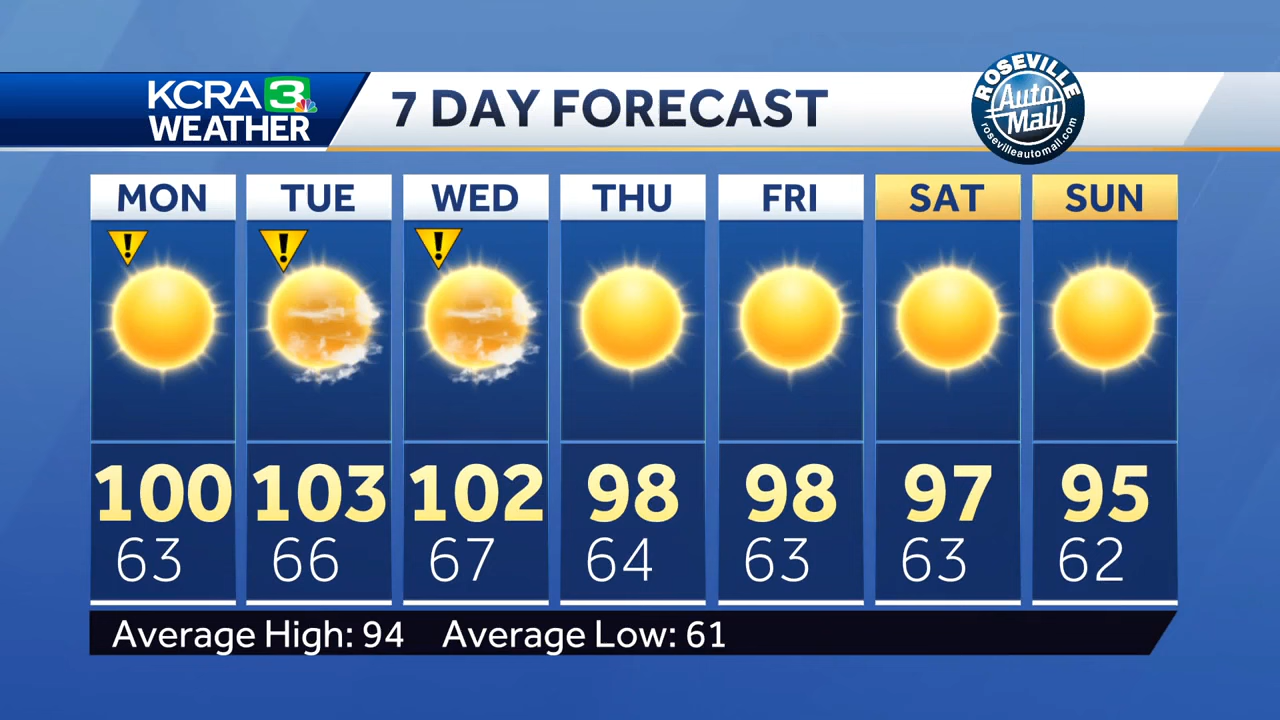 KCRA 3
WEATHER
7 DAY FORECAST
ROSEVILLE
Auto
Mall
rosevilleautomall.com
MON TUE WED THU FRI SAT SUN
! ! !
100 103 102 98 98 97 95
63 66 67 64 63 63 62
Average High: 94 Average Low: 61